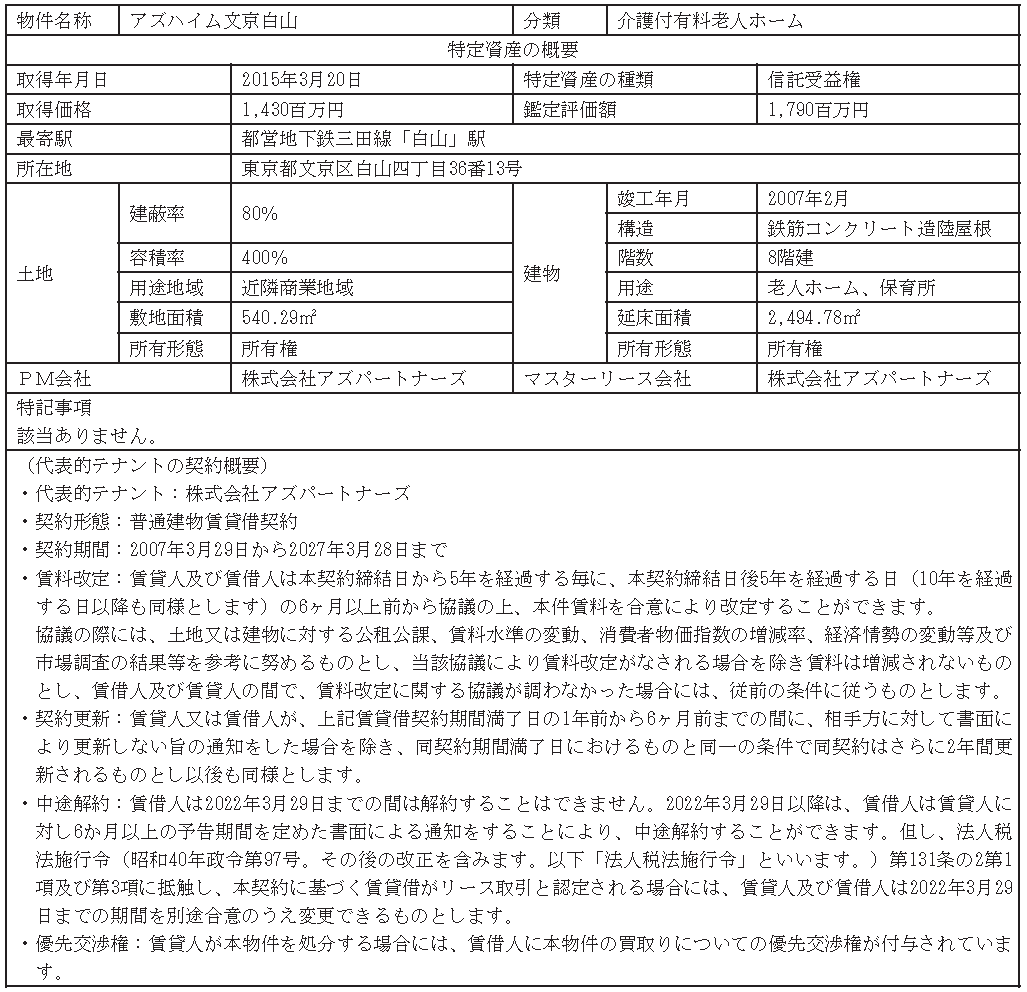 物件名称 アズハイム文京白山 分類 介護付有料老人ホーム
特定資産の概要
取得年月日 2015年3月20日 特定資産の種類 信託受益権
取得価格 1,430百万円 鑑定評価額 1,790百万円
最寄駅 都営地下鉄三田線「白山」駅
所在地 東京都文京区白山四丁目36番13号
土地 建蔽率 80% 建物 竣工年月 2007年2月
構造 鉄筋コンクリート造陸屋根
容積率 400% 階数 8階建
用途地域 近隣商業地域 用途 老人ホーム、保育所
敷地面積 540.29㎡ 延床面積 2,494.78㎡
所有形態 所有権 所有形態 所有権
ＰＭ会社 株式会社アズパートナーズ マスターリース会社 株式会社アズパートナーズ
特記事項
該当ありません。
（代表的テナントの契約概要）
・代表的テナント：株式会社アズパートナーズ
・契約形態：普通建物賃貸借契約
・契約期間：2007年3月29日から2027年3月28日まで
・賃料改定：賃貸人及び賃借人は本契約締結日から5年を経過する毎に、本契約締結日後5年を経過する日（10年を経過
する日以降も同様とします）の6ヶ月以上前から協議の上、本件賃料を合意により改定することができます。
協議の際には、土地又は建物に対する公租公課、賃料水準の変動、消費者物価指数の増減率、経済情勢の変動等及び
市場調査の結果等を参考に努めるものとし、当該協議により賃料改定がなされる場合を除き賃料は増減されないもの
とし、賃借人及び賃貸人の間で、賃料改定に関する協議が調わなかった場合には、従前の条件に従うものとします。
・契約更新：賃貸人又は賃借人が、上記賃貸借契約期間満了日の1年前から6ヶ月前までの間に、相手方に対して書面に
より更新しない旨の通知をした場合を除き、同契約期間満了日におけるものと同一の条件で同契約はさらに2年間更
新されるものとし以後も同様とします。
・中途解約：賃借人は2022年3月29日までの間は解約することはできません。2022年3月29日以降は、賃借人は賃貸人に
対し6か月以上の予告期間を定めた書面による通知をすることにより、中途解約することができます。但し、法人税
法施行令（昭和40年政令第97号。その後の改正を含みます。以下「法人税法施行令」といいます。）第131条の2第1
項及び第3項に抵触し、本契約に基づく賃貸借がリース取引と認定される場合には、賃貸人及び賃借人は2022年3月29
日までの期間を別途合意のうえ変更できるものとします。
・優先交渉権：賃貸人が本物件を処分する場合には、賃借人に本物件の買取りについての優先交渉権が付与されていま
す。